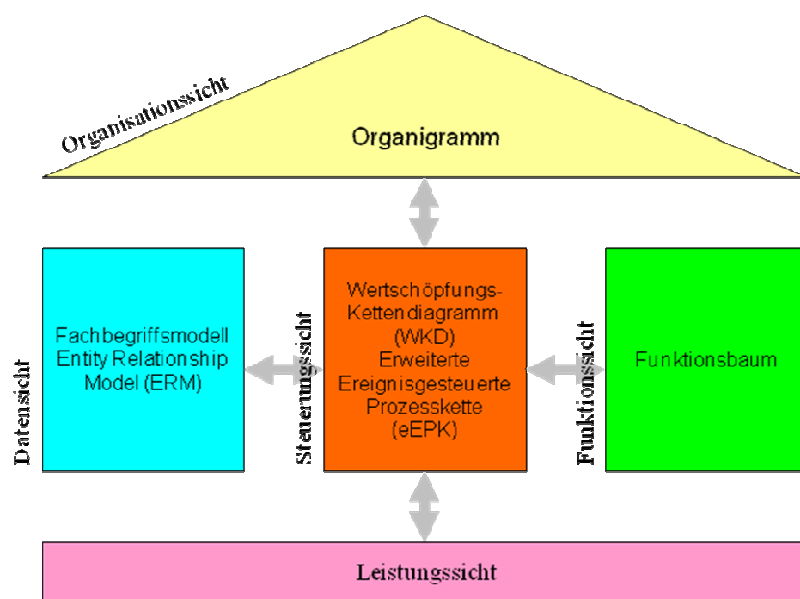 Organisationssicht
Organigramm
Datensicht
Fachbegriffsmodell
Entity Relationship
Model (ERM)
Steuerungssicht
Wertschöpfungs-
Kettendiagramm
(WKD)
Erweiterte
Ereignisgesteuerte
Prozesskette
(eEPK)
Funktionssicht
Funktionsbaum
Leistungssicht